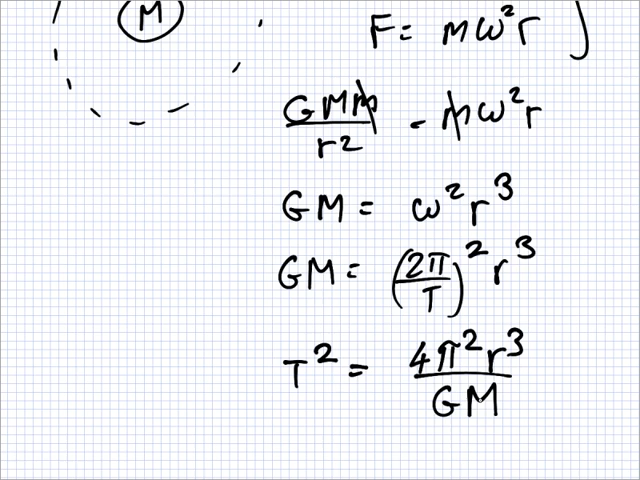 M
F = mω²r
GMm/r² = mω²r
GM = ω²r³
GM = (2π/T)²r³
T² = 4π²r³/GM